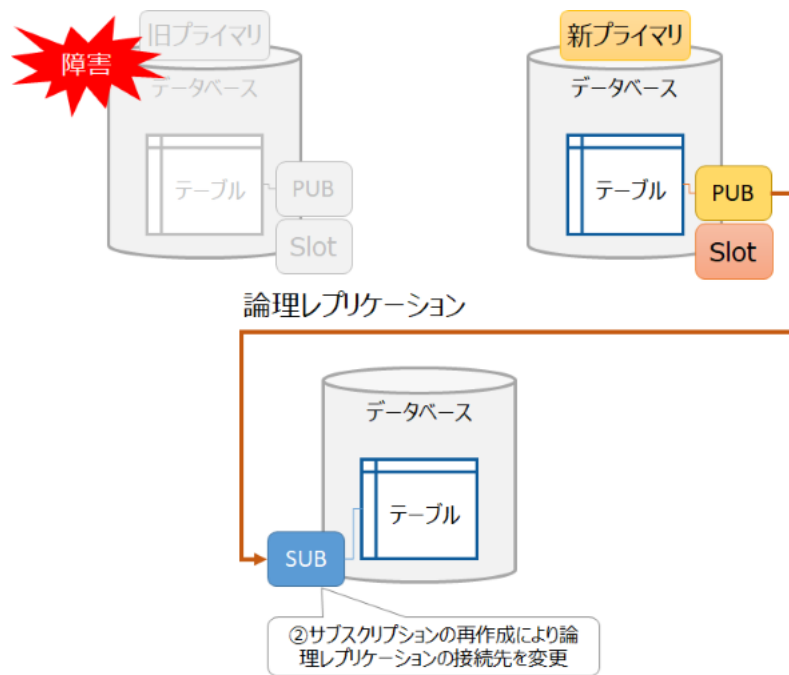 旧プライマリ
障害
データベース
テーブル
PUB
Slot
新プライマリ
データベース
テーブル
PUB
Slot
論理レプリケーション
データベース
テーブル
SUB
②サブスクリプションの再作成により論
理レプリケーションの接続先を変更